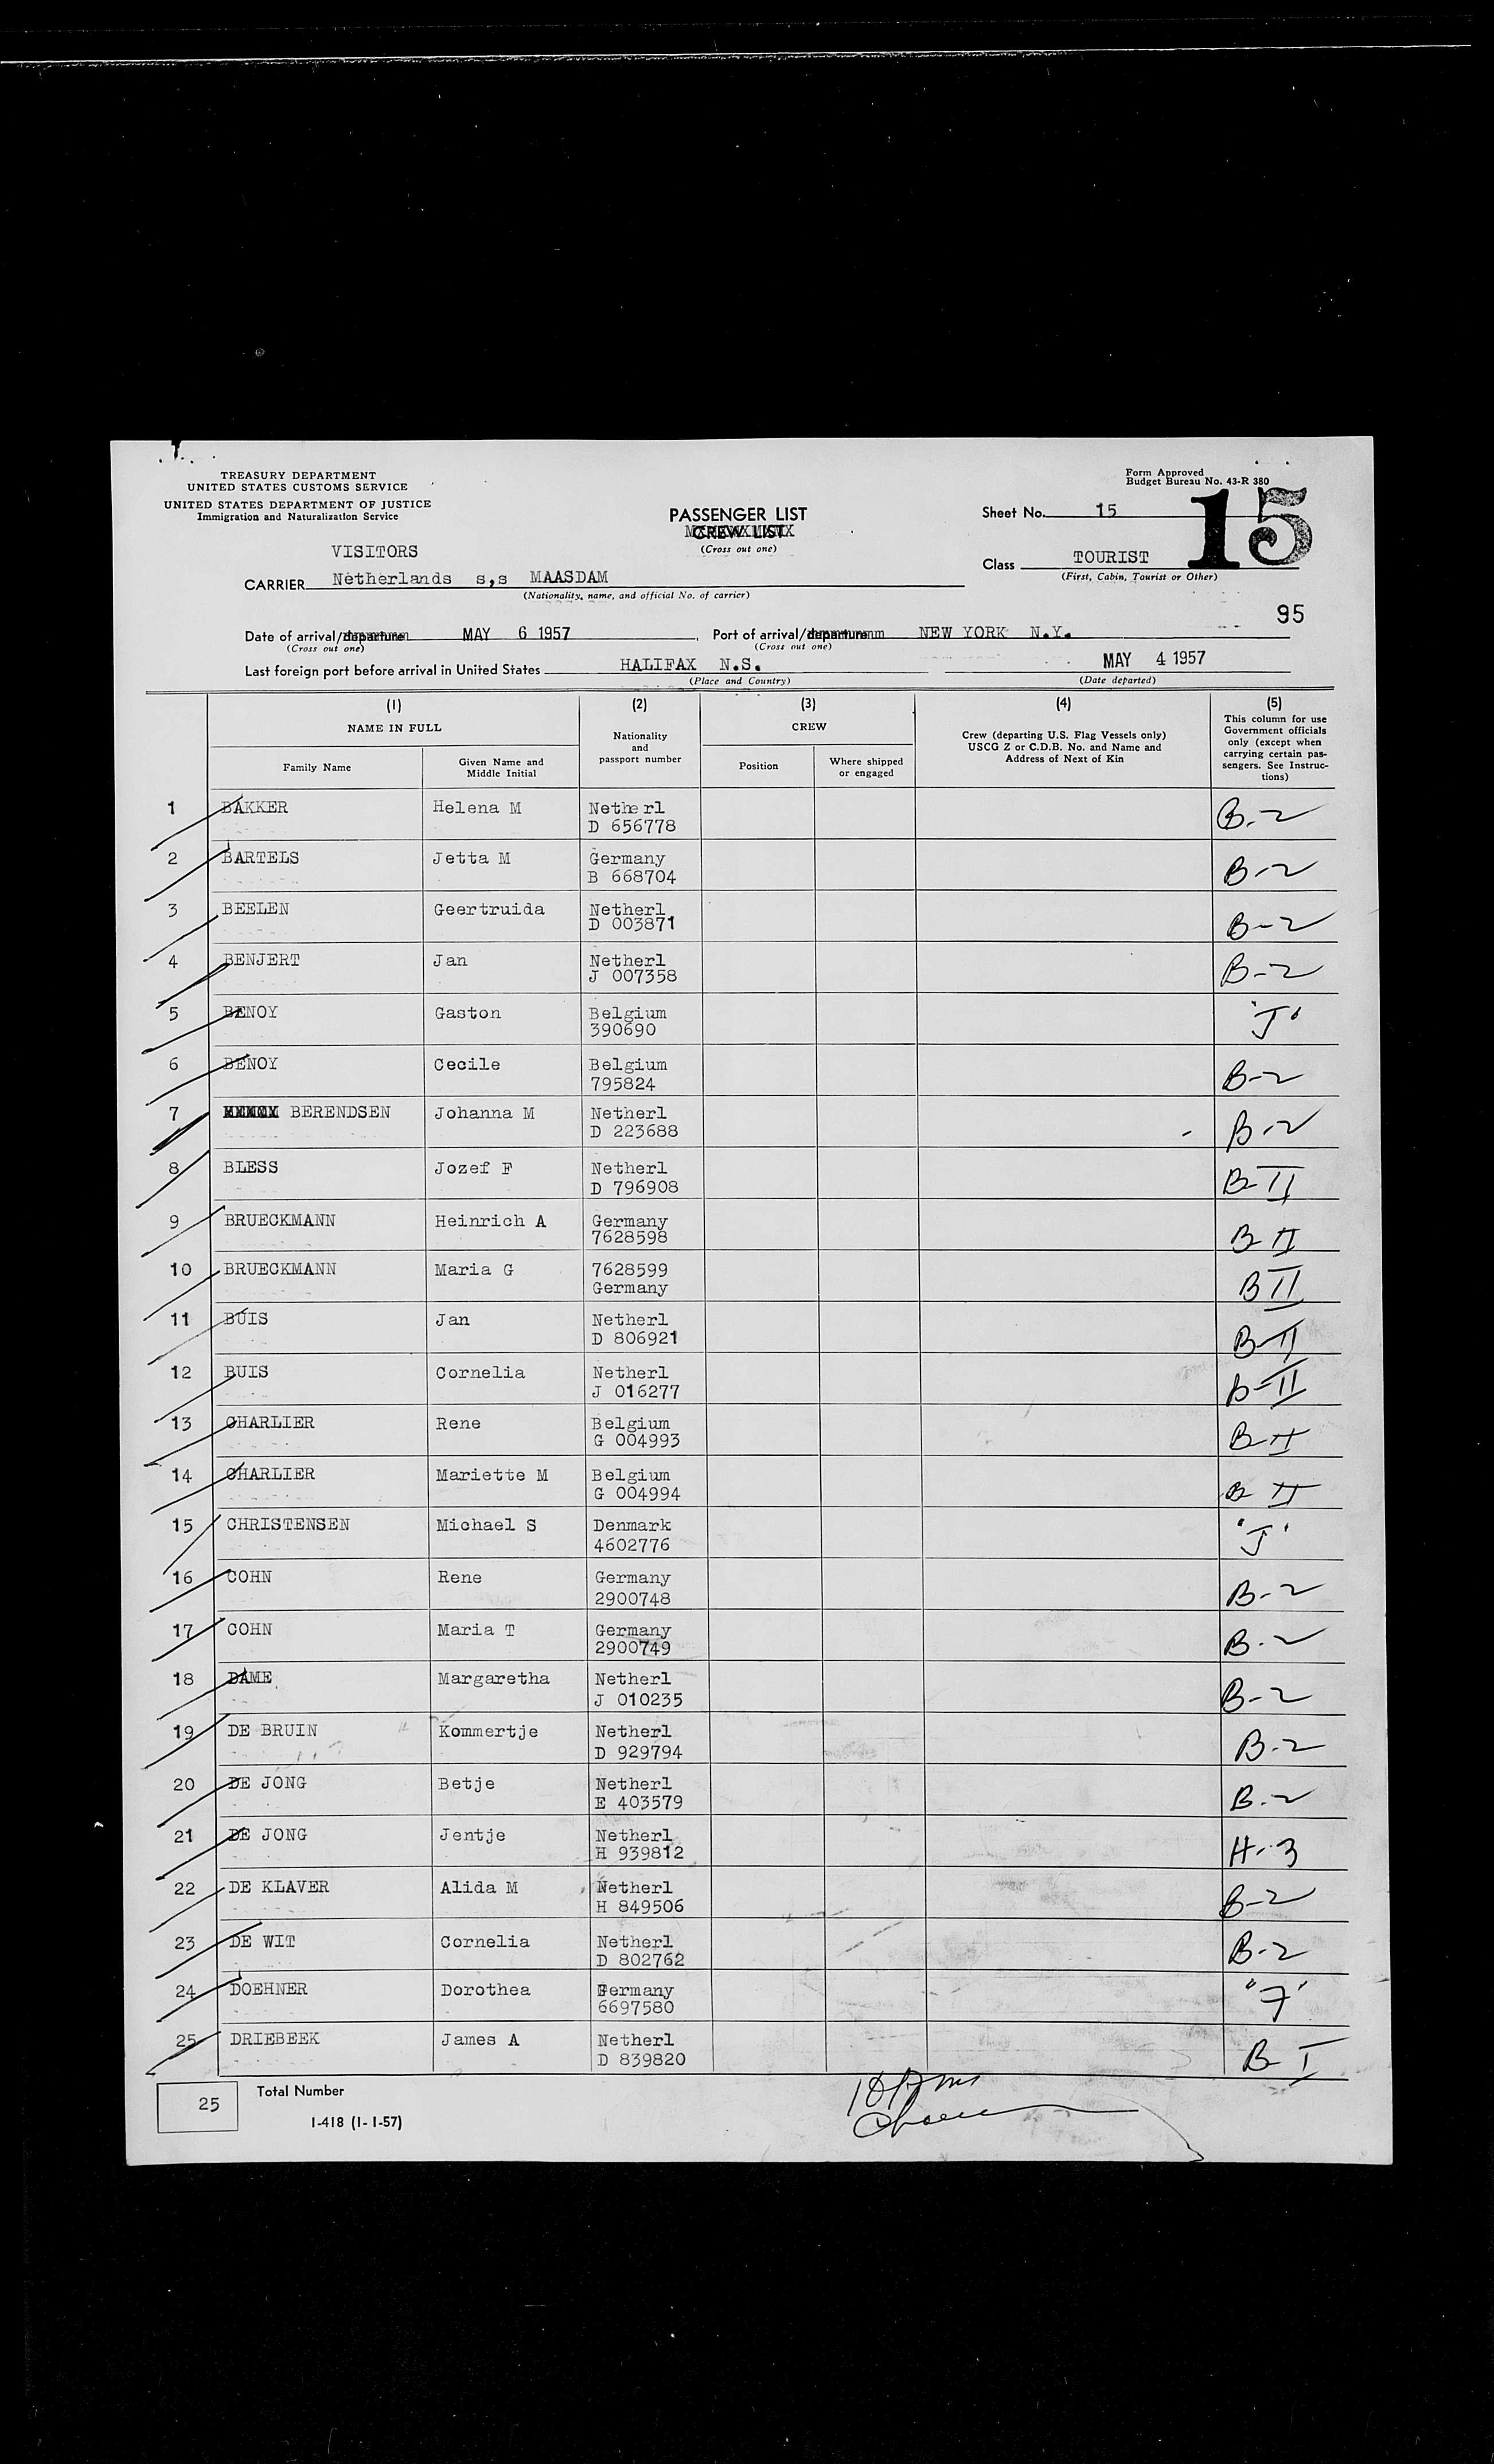 TREASURY DEPARTMENT
UNITED STATES CUSTOMS SERVICE
UNITED STATES DEPARTMENT OF JUSTICE
Immigration and Naturalization Service
Form Approved
Budget Bureau No. 43-R 380
PASSENGER LIST
CREW LIST
(Cross out one)
Sheet No. 15
15
VISITORS
Class TOURIST
(First, Cabin, Tourist or Other)
CARRIER Netherlands s,s MAASDAM
(Nationality, name, and official No. of carrier)
95
Date of arrival/departure MAY 6 1957, Port of arrival/departure NEW YORK N.Y.
(Cross out one) (Cross out one)
Last foreign port before arrival in United States HALIFAX N.S. MAY 4 1957
(Place and Country) (Date departed)
(1) (2) (3) (4) (5)
NAME IN FULL
Family Name
Given Name and Middle Initial
Nationality and passport number
CREW
Position
Where shipped or engaged
Crew (departing U.S. Flag Vessels only)
USCG Z or C.D.B. No. and Name and
Address of Next of Kin
This column for use
Government officials
only (except when
carrying certain pas-
sengers. See Instruc-
tions)
1 BAKKER Helena M Netherl B-2
D 656778
2 BARTELS Jetta M Germany B-2
B 668704
3 BEELEN Geertruida Netherl B-2
D 003871
4 BENJERT Jan Netherl B-2
J 007358
5 BENOY Gaston Belgium "J"
390690
6 BENOY Cecile Belgium B-2
795824
7 BERENDSEN Johanna M Netherl B-2
D 223688
8 BLESS Jozef F Netherl B-II
D 796908
9 BRUECKMANN Heinrich A Germany B II
7628598
10 BRUECKMANN Maria G 7628599 B II
Germany
11 BUIS Jan Netherl B-II
D 806921
12 BUIS Cornelia Netherl B-II
J 016277
13 CHARLIER Rene Belgium B II
G 004993
14 CHARLIER Mariette M Belgium B II
G 004994
15 CHRISTENSEN Michael S Denmark "J"
4602776
16 COHN Rene Germany B-2
2900748
17 COHN Maria T Germany B-2
2900749
18 DAME Margaretha Netherl B-2
J 010235
19 DE BRUIN Kommertje Netherl B-2
D 929794
20 DE JONG Betje Netherl B-2
E 403579
21 DE JONG Jentje Netherl H-3
H 939812
22 DE KLAVER Alida M Netherl B-2
H 849506
23 DE WIT Cornelia Netherl B-2
D 802762
24 DOEHNER Dorothea Germany "F"
6697580
25 DRIEBEEK James A Netherl B I
D 839820
25 Total Number
I-418 (1-1-57)